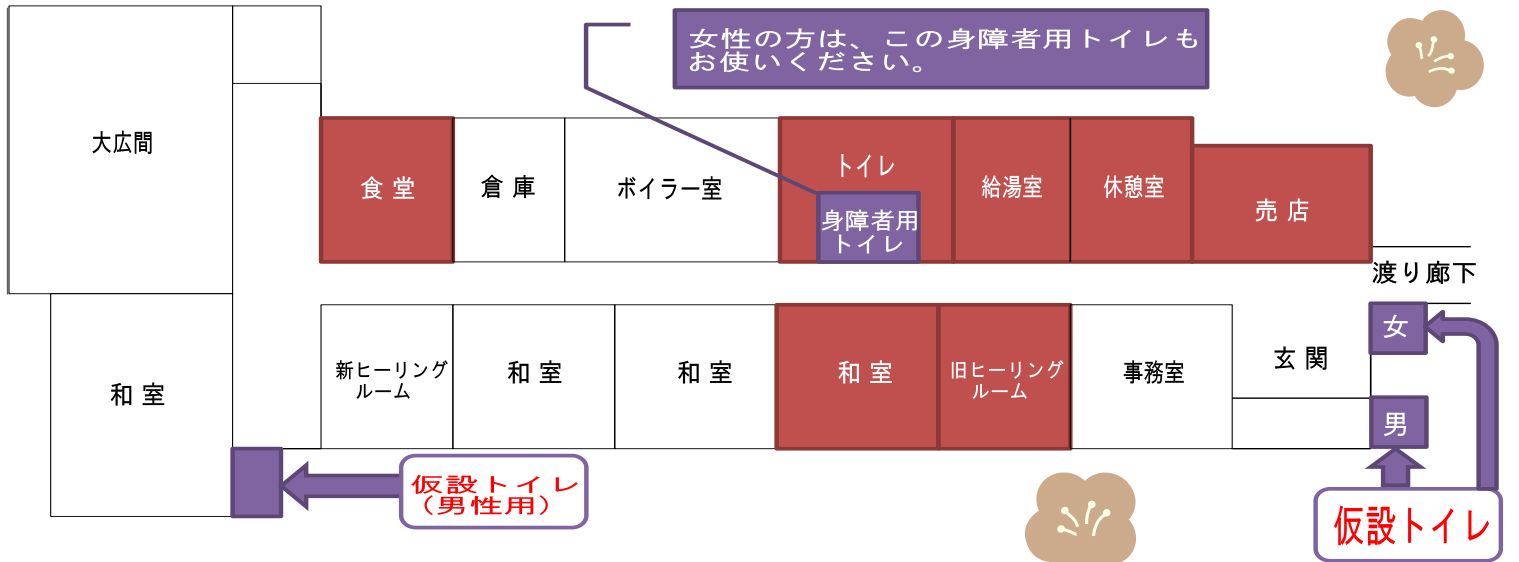 女性の方は、この身障者用トイレも
お使いください。
大広間
食堂
倉庫
ボイラー室
トイレ
身障者用
トイレ
給湯室
休憩室
売店
渡り廊下
女
和室
新ヒーリング
ルーム
和室
和室
和室
旧ヒーリング
ルーム
事務室
玄関
男
仮設トイレ
(男性用)
仮設トイレ